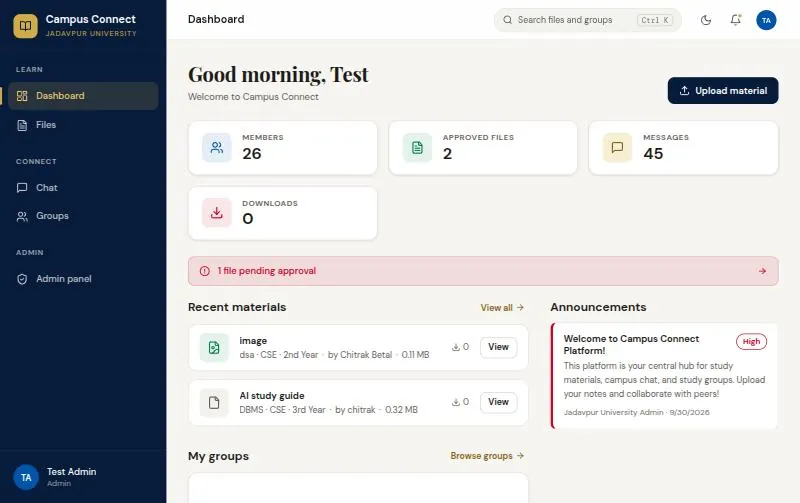 Campus Connect
JADAVPUR UNIVERSITY
LEARN
Dashboard
Files
CONNECT
Chat
Groups
ADMIN
Admin panel
TA
Test Admin
Admin
Dashboard
Search files and groups
Ctrl K
TA
Good morning, Test
Welcome to Campus Connect
Upload material
MEMBERS
26
APPROVED FILES
2
MESSAGES
45
DOWNLOADS
0
1 file pending approval
Recent materials
View all
image
dsa · CSE · 2nd Year · by Chitrak Betal · 0.11 MB
0
View
AI study guide
DBMS · CSE · 3rd Year · by chitrak · 0.32 MB
0
View
My groups
Browse groups
Announcements
Welcome to Campus Connect
Platform!
High
This platform is your central hub for study
materials, campus chat, and study groups. Upload
your notes and collaborate with peers!
Jadavpur University Admin · 9/30/2026